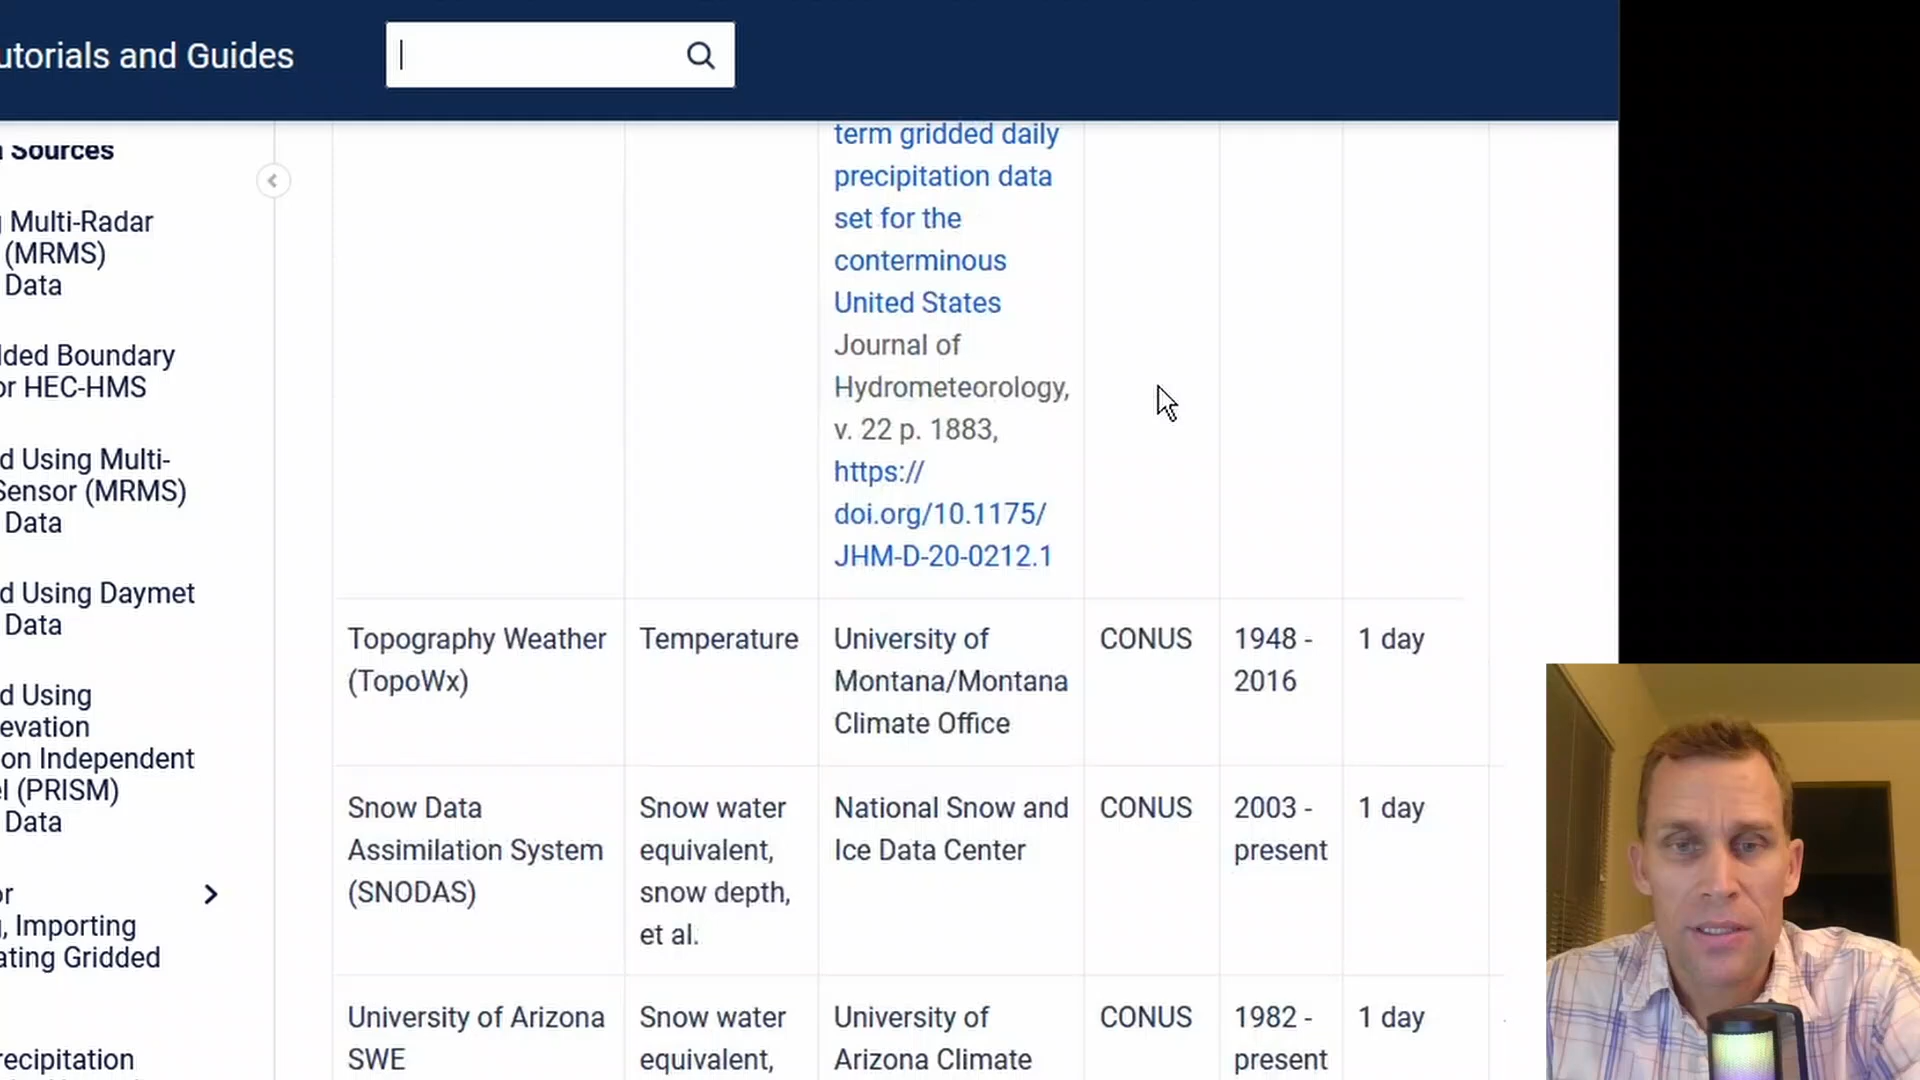 utorials and Guides
Sources
Multi-Radar
(MRMS)
Data
dded Boundary
or HEC-HMS
d Using Multi-
Sensor (MRMS)
Data
d Using Daymet
Data
d Using
levation
on Independent
el (PRISM)
Data
or
, Importing
ating Gridded
recipitation
term gridded daily
precipitation data
set for the
conterminous
United States
Journal of
Hydrometeorology,
v. 22 p. 1883,
https://
doi.org/10.1175/
JHM-D-20-0212.1
Topography Weather
(TopoWx)
Temperature
University of
Montana/Montana
Climate Office
CONUS
1948 -
2016
1 day
Snow Data
Assimilation System
(SNODAS)
Snow water
equivalent,
snow depth,
et al.
National Snow and
Ice Data Center
CONUS
2003 -
present
1 day
University of Arizona
SWE
Snow water
equivalent,
University of
Arizona Climate
CONUS
1982 -
present
1 day